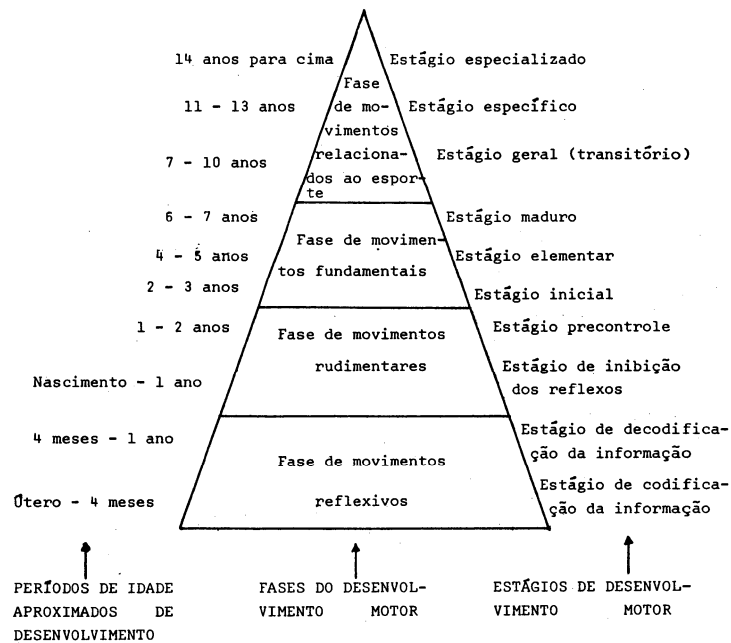 14 anos para cima
Estágio especializado
Fase
11 - 13 anos
de mo-
Estágio específico
vimentos
7 - 10 anos
relaciona-
Estágio geral (transitório)
dos ao espor-
te
6 - 7 anos
Estágio maduro
Fase de movimen-
4 - 5 anos
tos fundamentais
Estágio elementar
2 - 3 anos
Estágio inicial
1 - 2 anos
Fase de movimentos
Estágio precontrole
rudimentares
Estágio de inibição
dos reflexos
Nascimento - 1 ano
4 meses - 1 ano
Estágio de decodifica-
ção da informação
Fase de movimentos
reflexivos
Estágio de codifica-
ção da informação
Útero - 4 meses
PERÍODOS DE IDADE
APROXIMADOS DE
DESENVOLVIMENTO
FASES DO DESENVOL-
VIMENTO MOTOR
ESTÁGIOS DE DESENVOL-
VIMENTO MOTOR